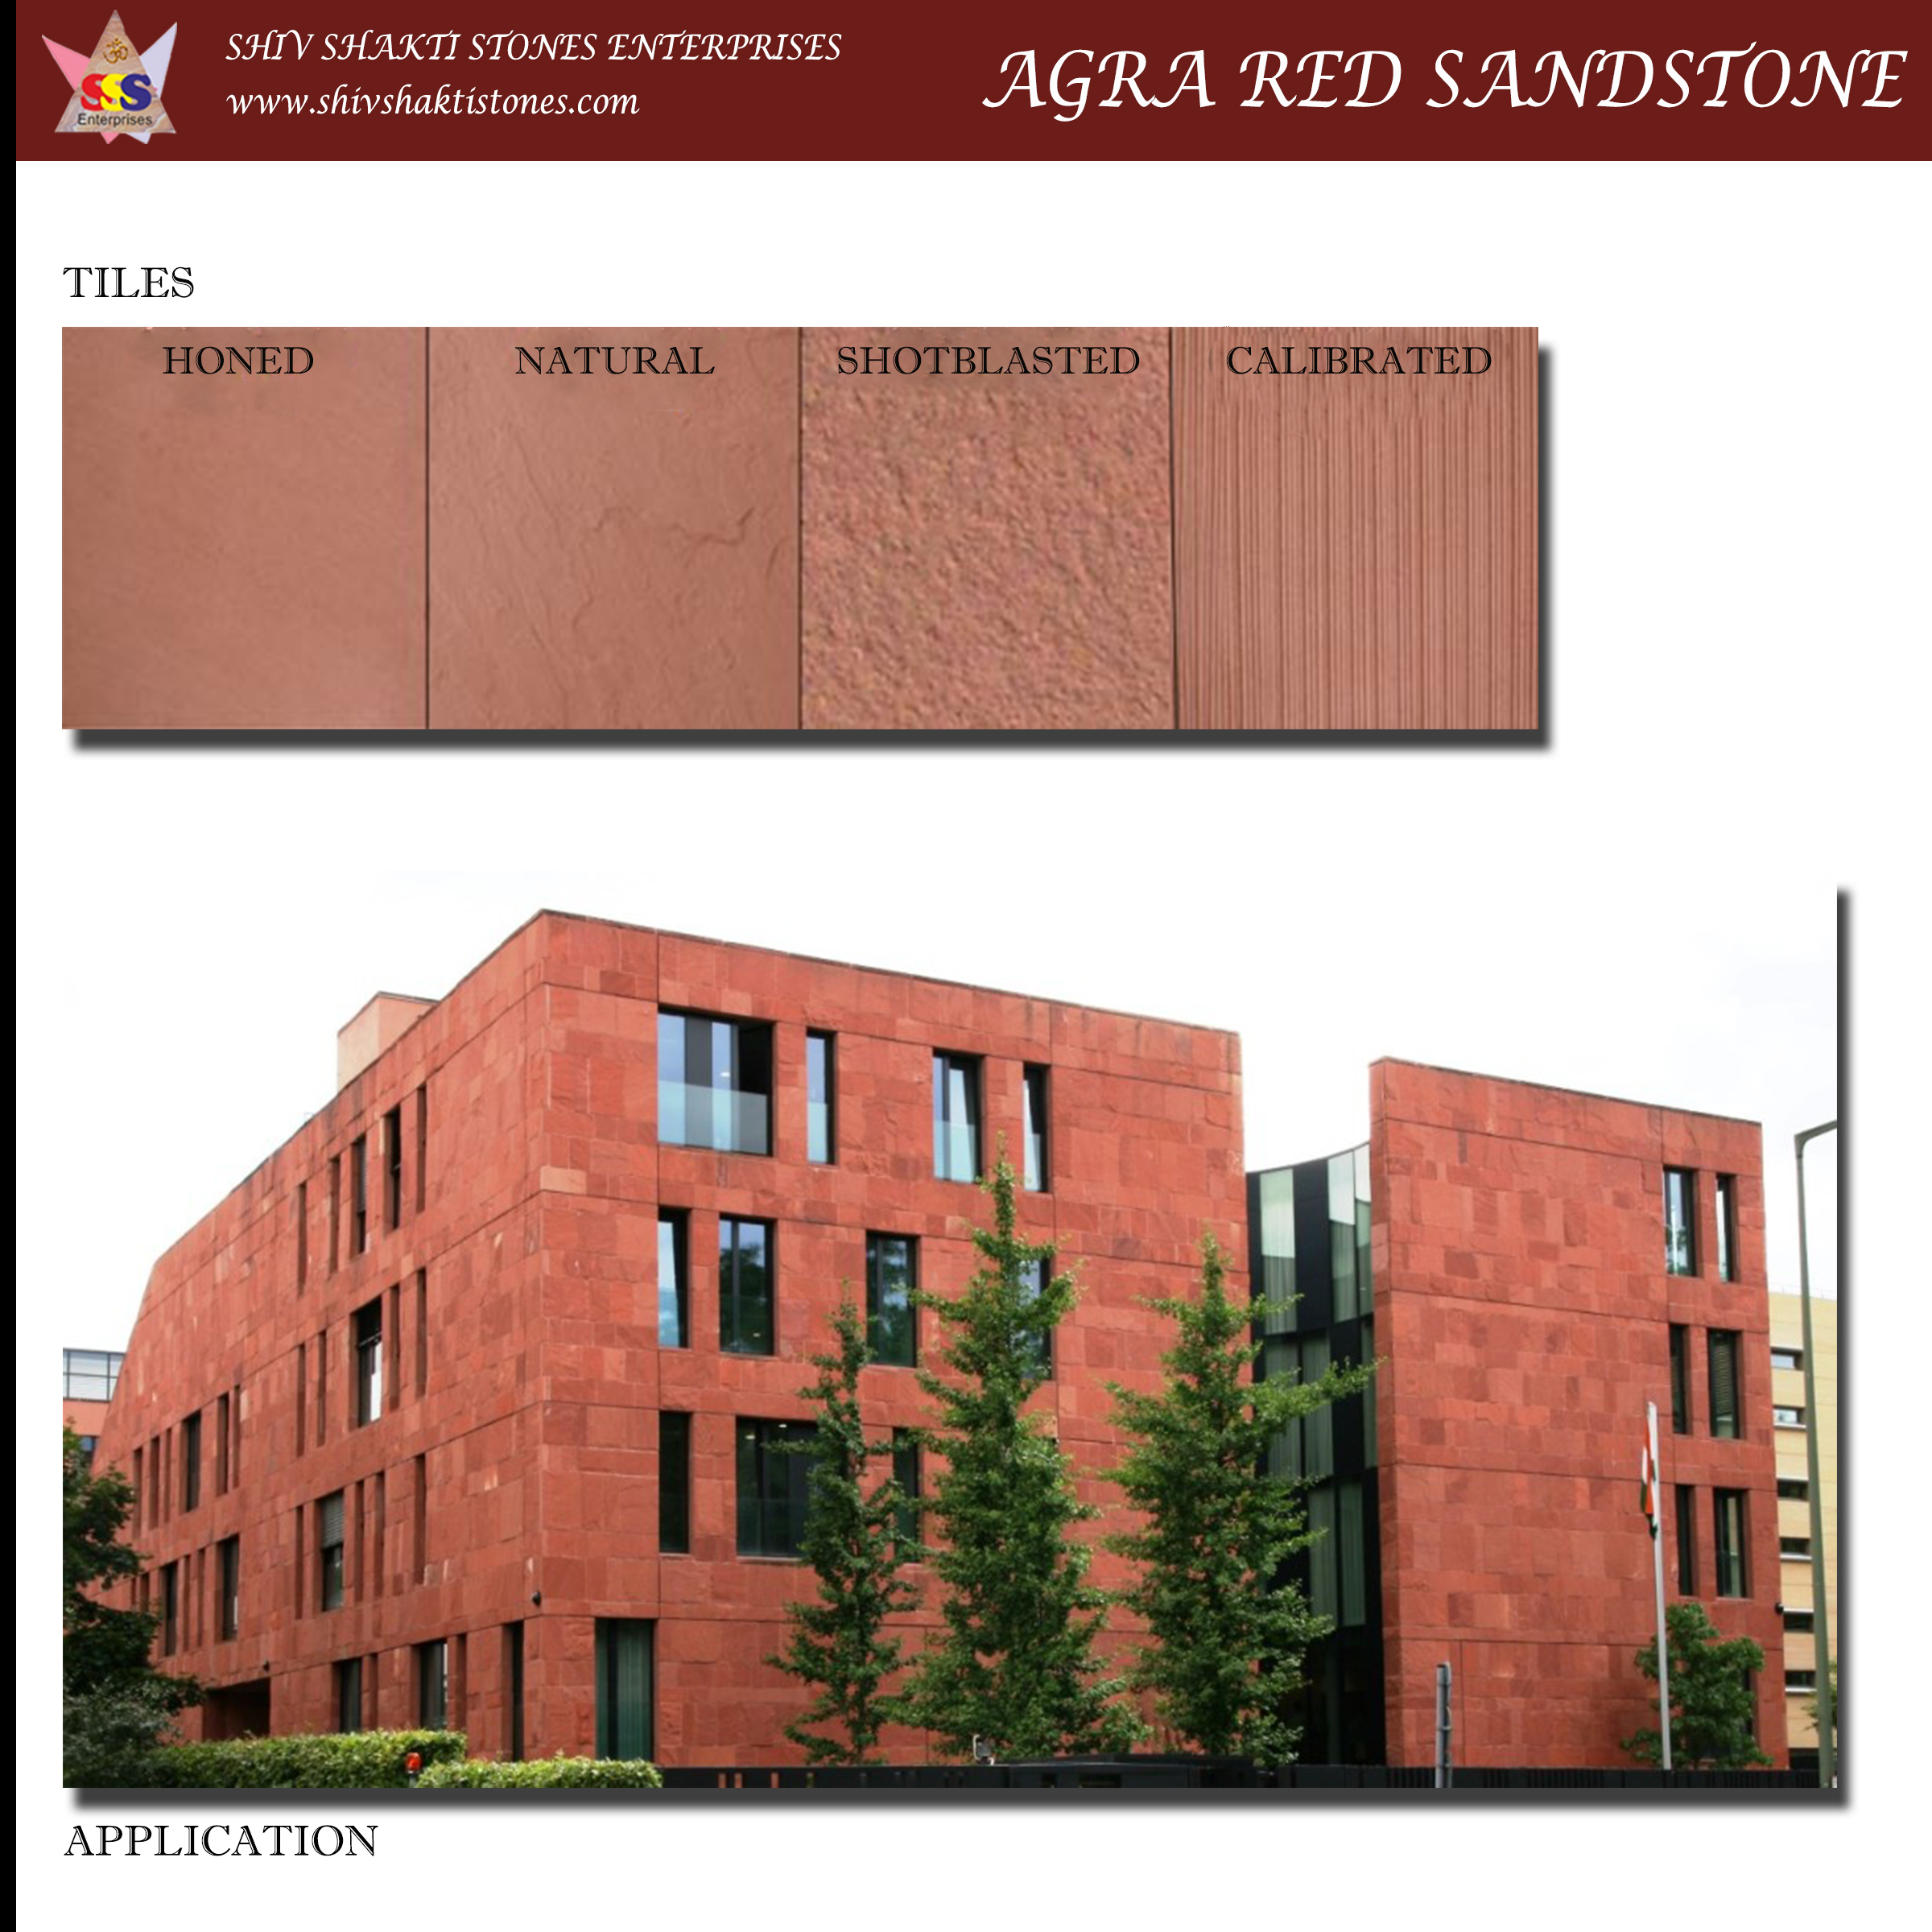 ॐ
SSS
Enterprises
SHIV SHAKTI STONES ENTERPRISES
www.shivshaktistones.com
AGRA RED SANDSTONE
TILES
HONED
NATURAL
SHOTBLASTED
CALIBRATED
APPLICATION